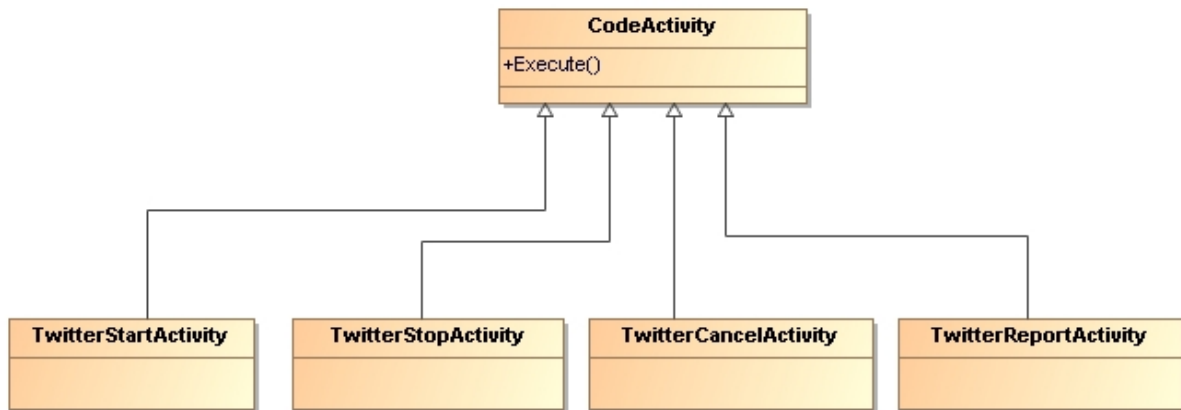 CodeActivity
+Execute()
TwitterStartActivity
TwitterStopActivity
TwitterCancelActivity
TwitterReportActivity